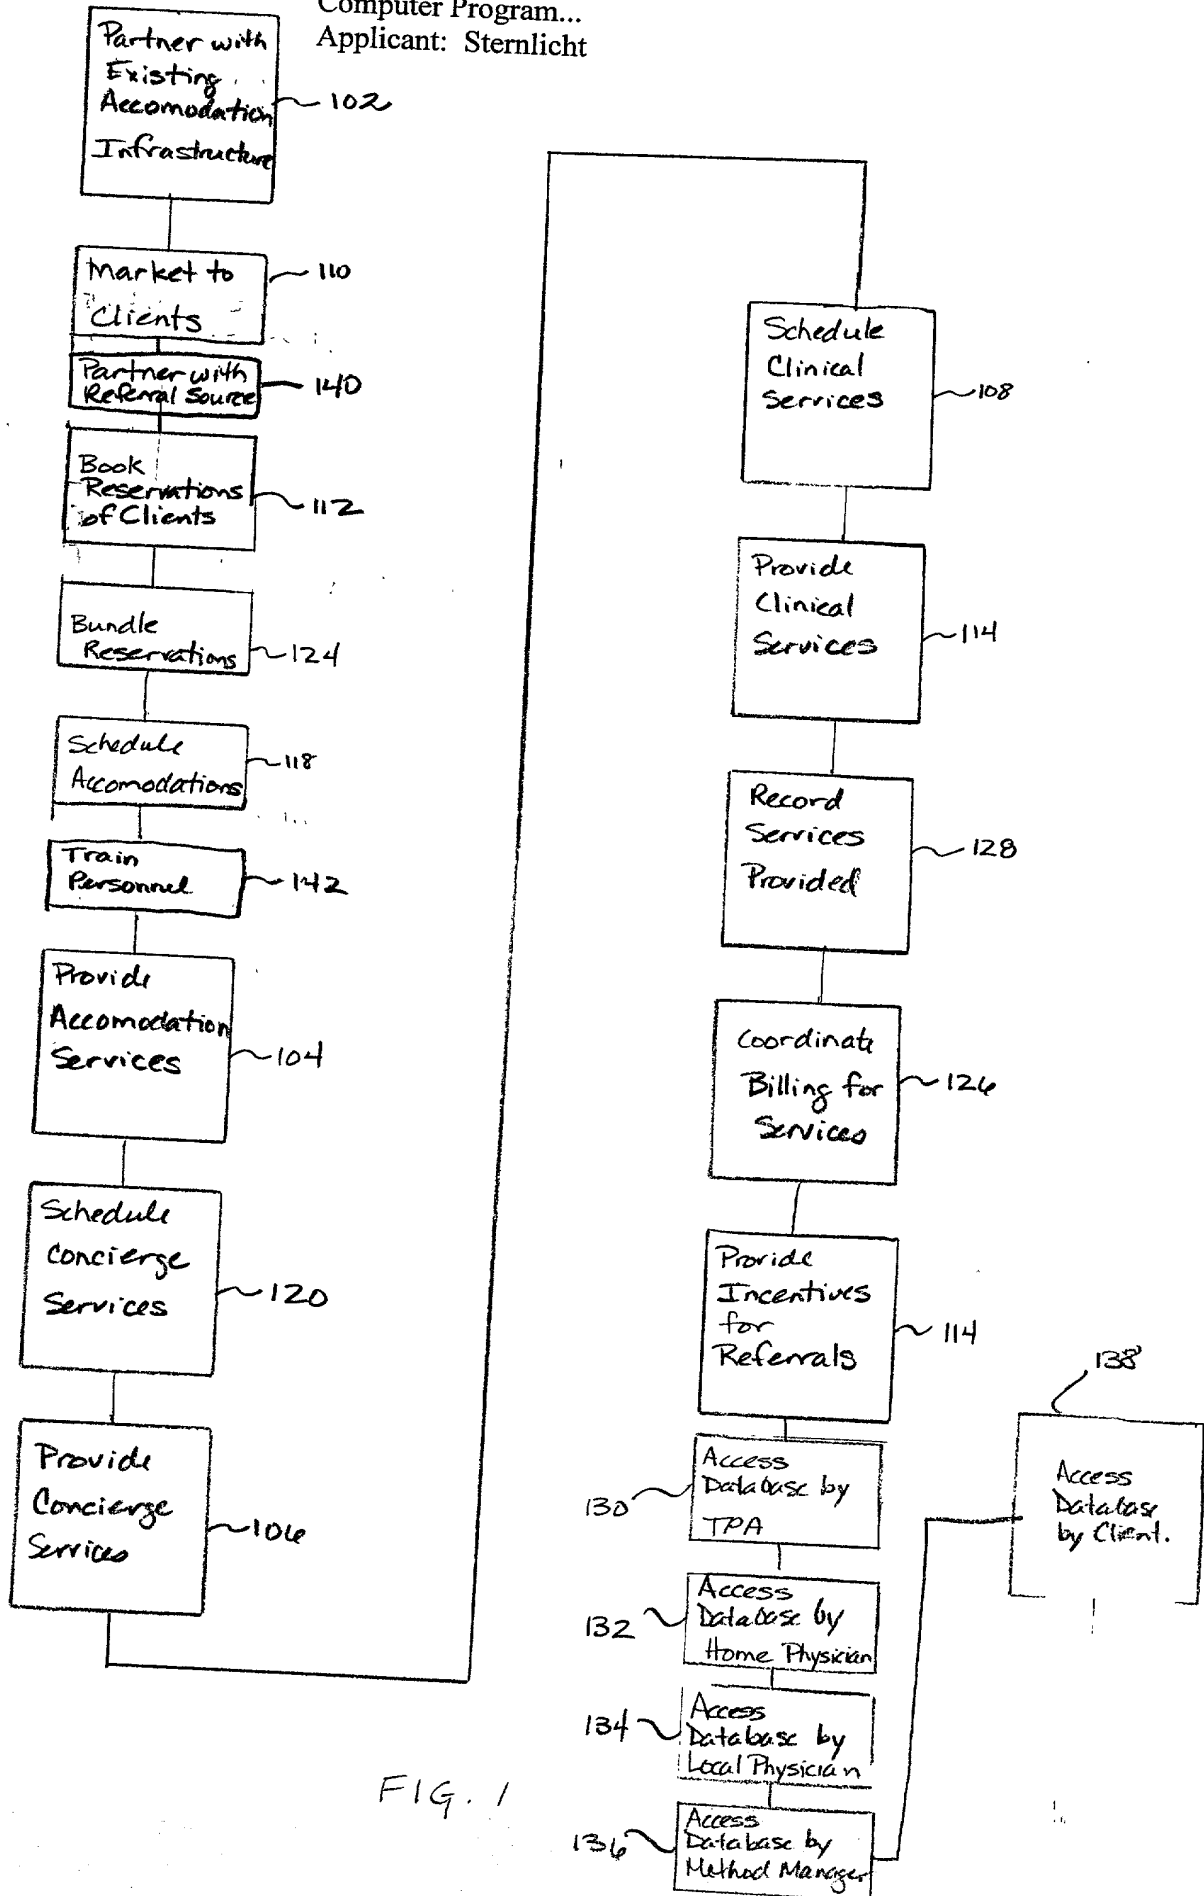 Computer Program...
Applicant: Sternlicht
Partner with
Existing
Accomodation
Infrastructure
102
Market to
Clients
110
Partner with
Referral Source
140
Book
Reservations
of Clients
112
Bundle
Reservations
124
Schedule
Accomodations
118
Train
Personnel
142
Provide
Accomodation
Services
104
Schedule
Concierge
Services
120
Provide
Concierge
Services
106
Schedule
Clinical
Services
108
Provide
Clinical
Services
114
Record
Services
Provided
128
Coordinate
Billing for
Services
126
Provide
Incentives
for
Referrals
114
Access
Database by
TPA
130
Access
Database by
Home Physician
132
Access
Database by
Local Physician
134
Access
Database by
Method Manager
136
138
Access
Database
by Client.
FIG. 1